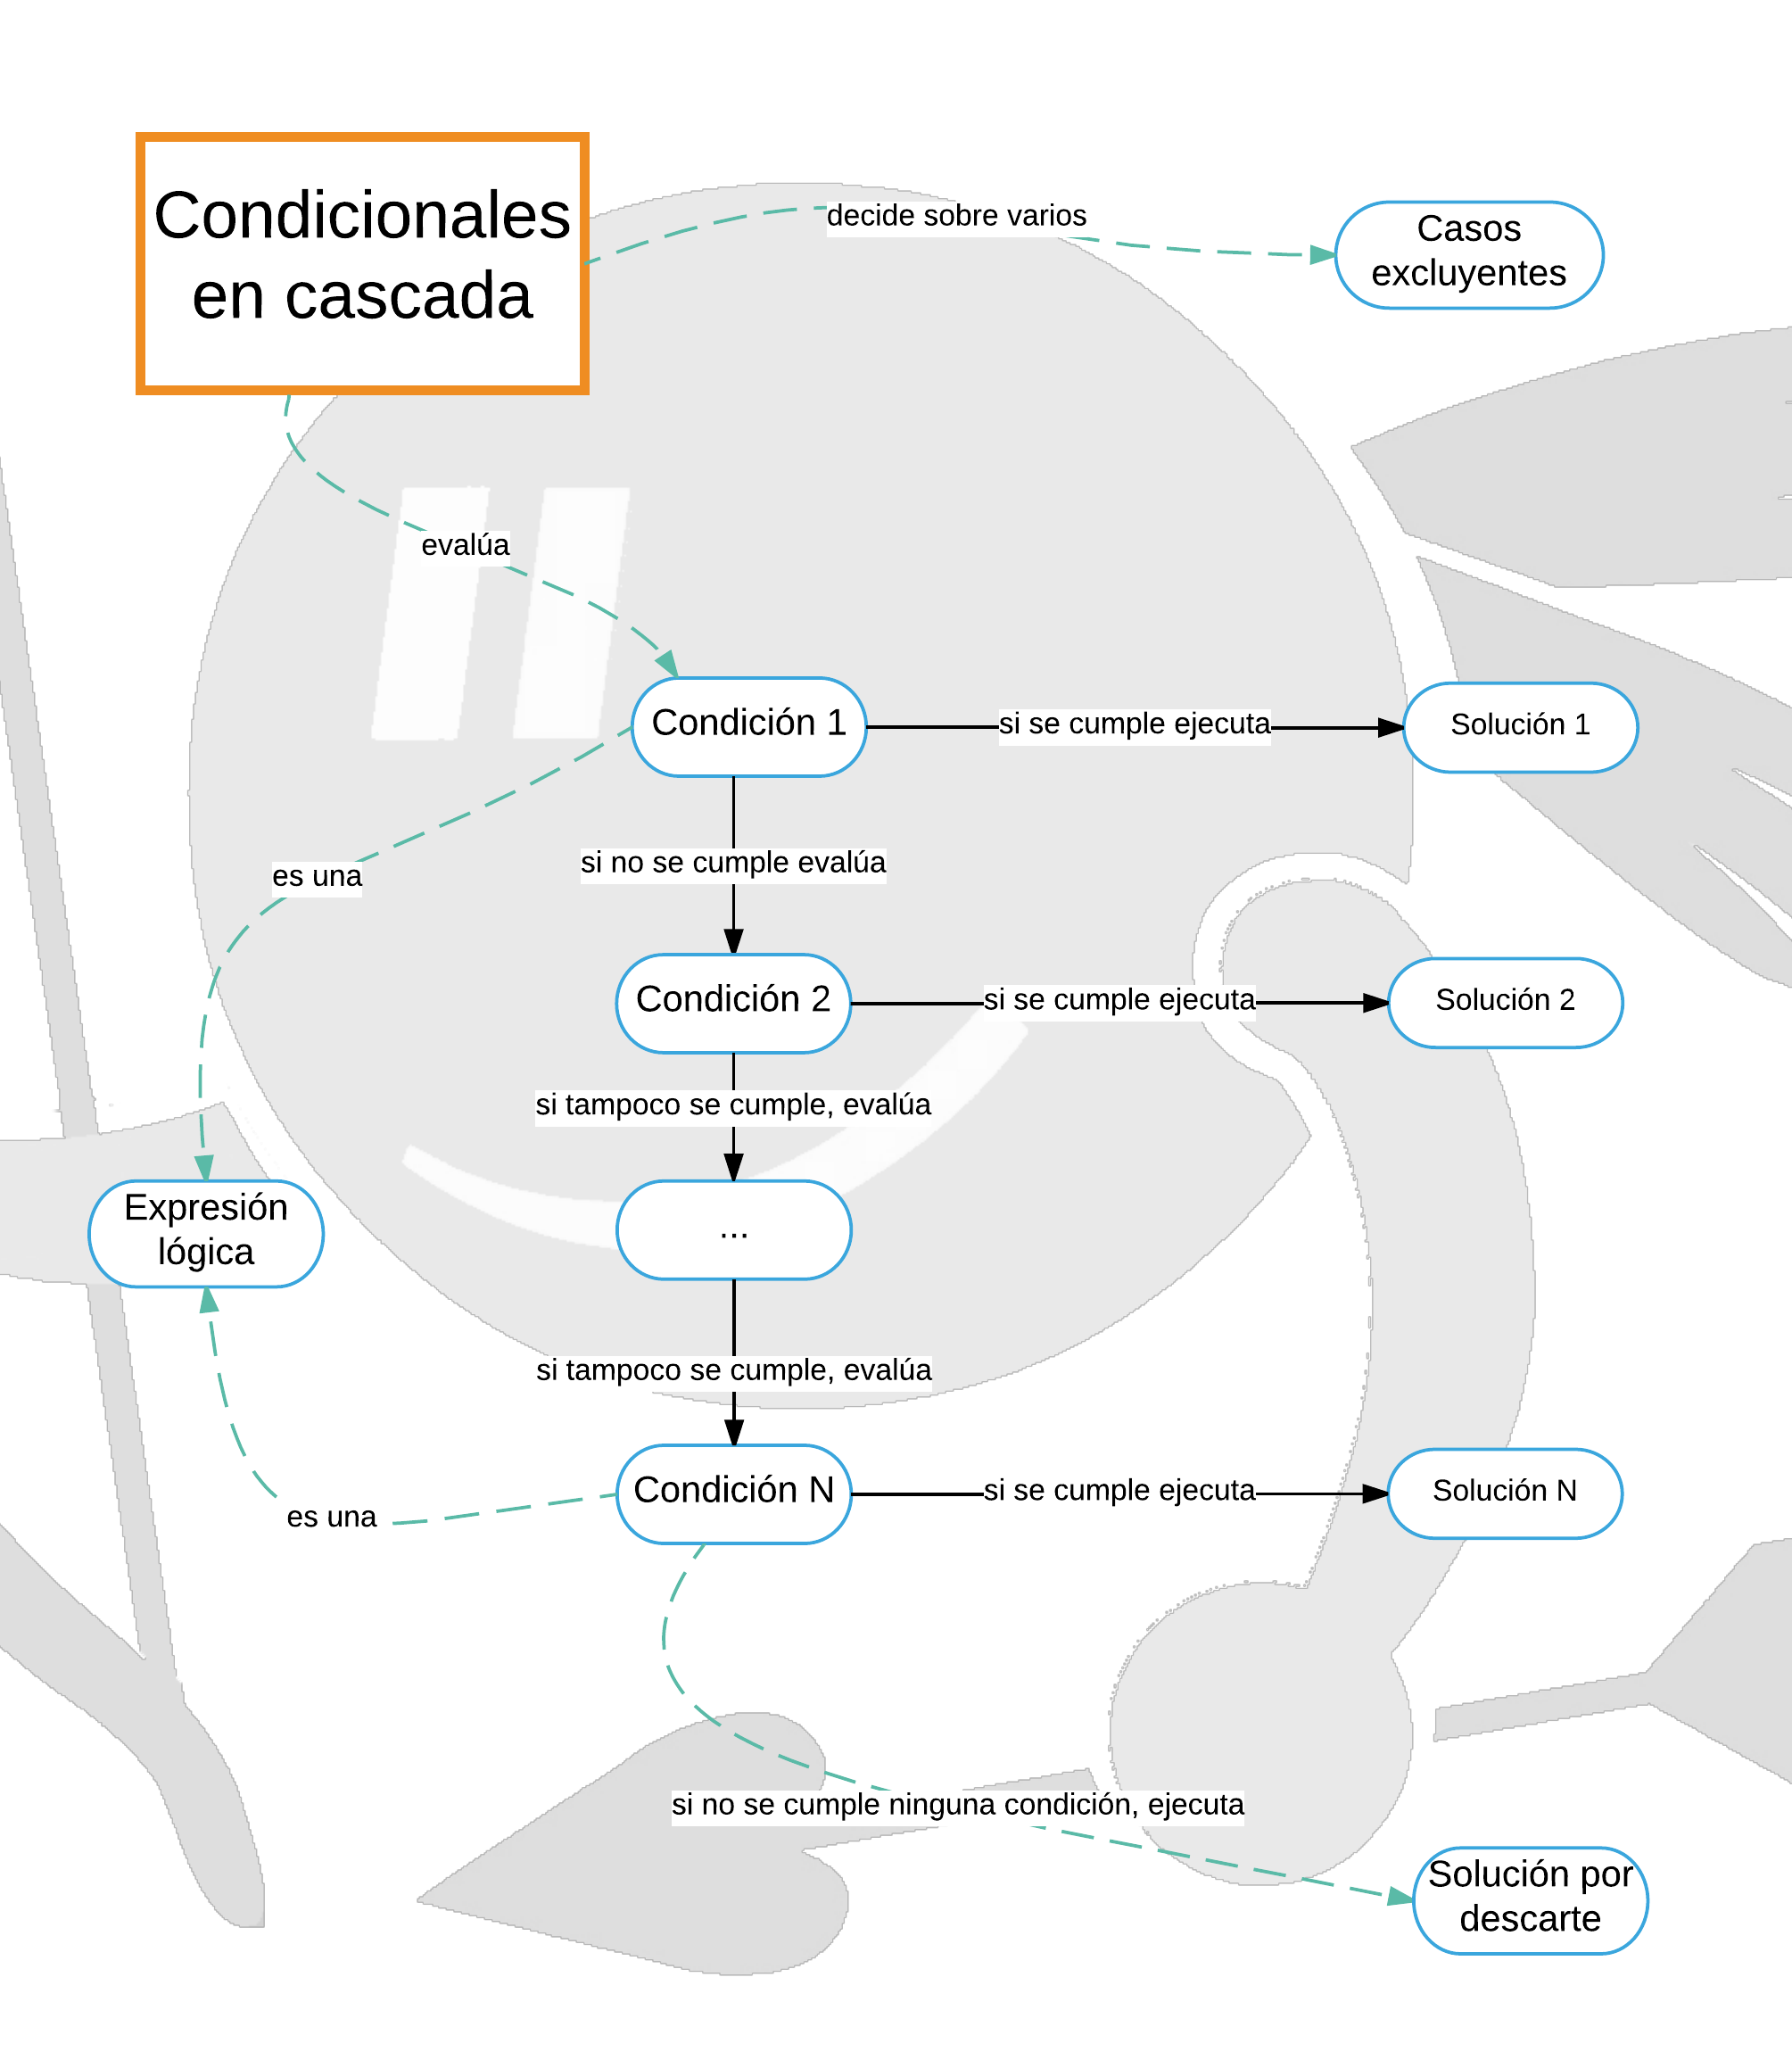 Condicionales
en cascada
decide sobre varios
Casos
excluyentes
evalúa
Condición 1
si se cumple ejecuta
Solución 1
es una
si no se cumple evalúa
Condición 2
si se cumple ejecuta
Solución 2
si tampoco se cumple, evalúa
Expresión
lógica
...
si tampoco se cumple, evalúa
Condición N
si se cumple ejecuta
Solución N
es una
si no se cumple ninguna condición, ejecuta
Solución por
descarte